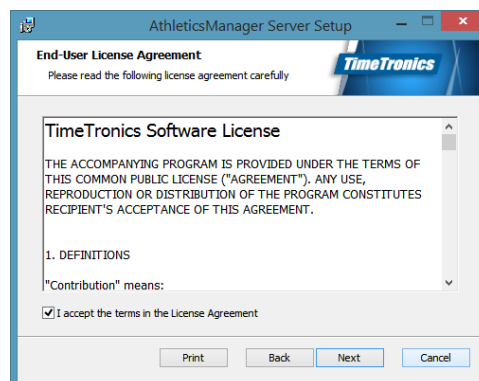 AthleticsManager Server Setup
End-User License Agreement
Please read the following license agreement carefully
TimeTronics
TimeTronics Software License
THE ACCOMPANYING PROGRAM IS PROVIDED UNDER THE TERMS OF
THIS COMMON PUBLIC LICENSE ("AGREEMENT"). ANY USE,
REPRODUCTION OR DISTRIBUTION OF THE PROGRAM CONSTITUTES
RECIPIENT'S ACCEPTANCE OF THIS AGREEMENT.
1. DEFINITIONS
"Contribution" means:
I accept the terms in the License Agreement
Print Back Next Cancel